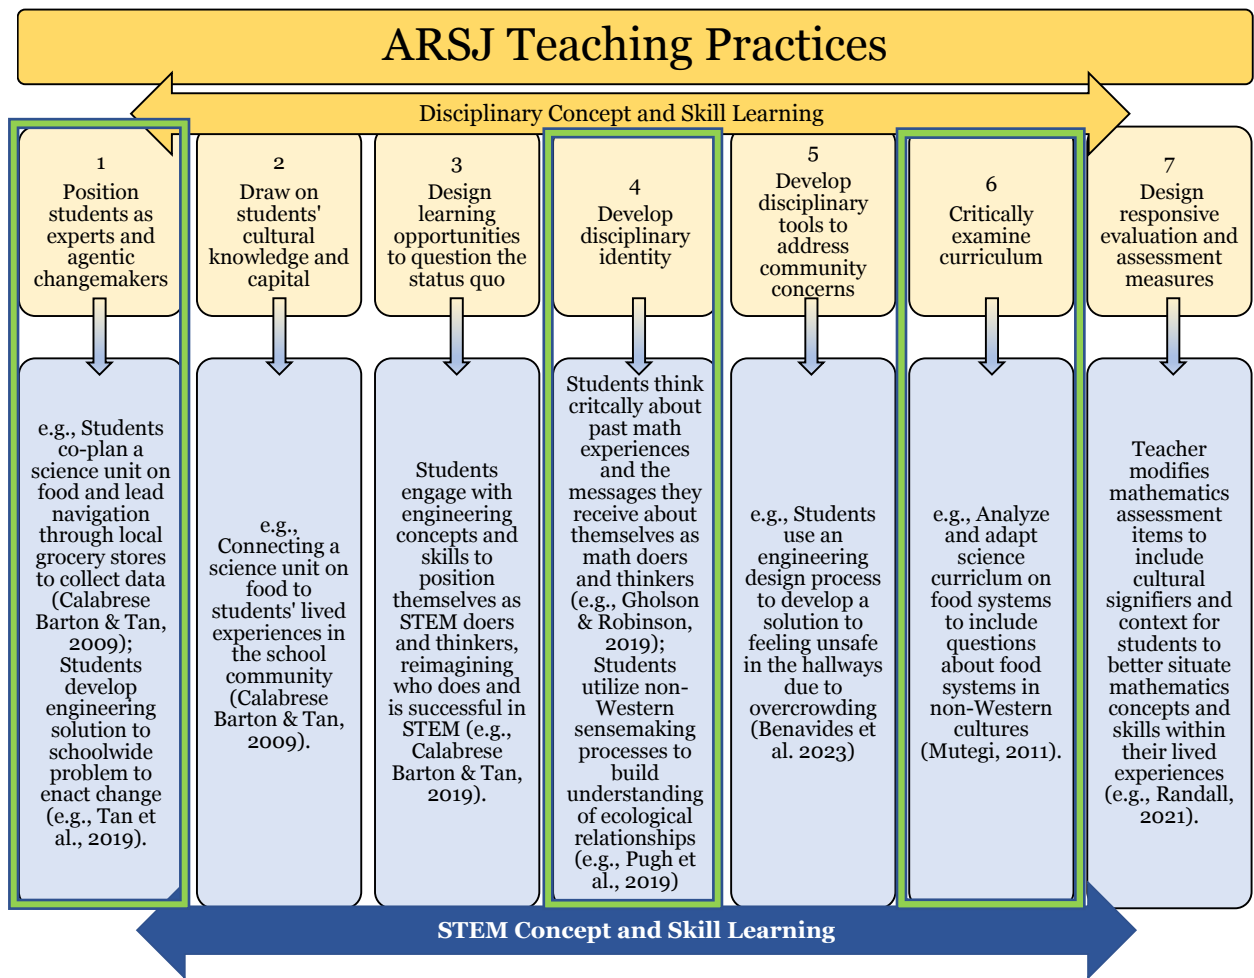 ARSJ Teaching Practices
Disciplinary Concept and Skill Learning
1
Position
students as
experts and
agentic
changemakers
2
Draw on
students'
cultural
knowledge and
capital
3
Design
learning
opportunities
to question the
status quo
4
Develop
disciplinary
identity
5
Develop
disciplinary
tools to
address
community
concerns
6
Critically
examine
curriculum
7
Design
responsive
evaluation and
assessment
measures
e.g., Students
co-plan a
science unit on
food and lead
navigation
through local
grocery stores
to collect data
(Calabrese
Barton & Tan,
2009);
Students
develop
engineering
solution to
schoolwide
problem to
enact change
(e.g., Tan et
al., 2019).
e.g.,
Connecting a
science unit on
food to
students' lived
experiences in
the school
community
(Calabrese
Barton & Tan,
2009).
Students
engage with
engineering
concepts and
skills to
position
themselves as
STEM doers
and thinkers,
reimagining
who does and
is successful in
STEM (e.g.,
Calabrese
Barton & Tan,
2019).
Students think
critcally about
past math
experiences
and the
messages they
receive about
themselves as
math doers
and thinkers
(e.g., Gholson
& Robinson,
2019);
Students
utilize non-
Western
sensemaking
processes to
build
understanding
of ecological
relationships
(e.g., Pugh et
al., 2019)
e.g., Students
use an
engineering
design process
to develop a
solution to
feeling unsafe
in the hallways
due to
overcrowding
(Benavides
et al. 2023)
e.g., Analyze
and adapt
science
curriclum on
food systems
to include
questions
about food
systems in
non-Western
cultures
(Mutegi, 2011).
Teacher
modifies
mathematics
assessment
items to
include
cultural
signifiers and
context for
students to
better situate
mathematics
concepts and
skills within
their lived
experiences
(e.g., Randall,
2021).
STEM Concept and Skill Learning